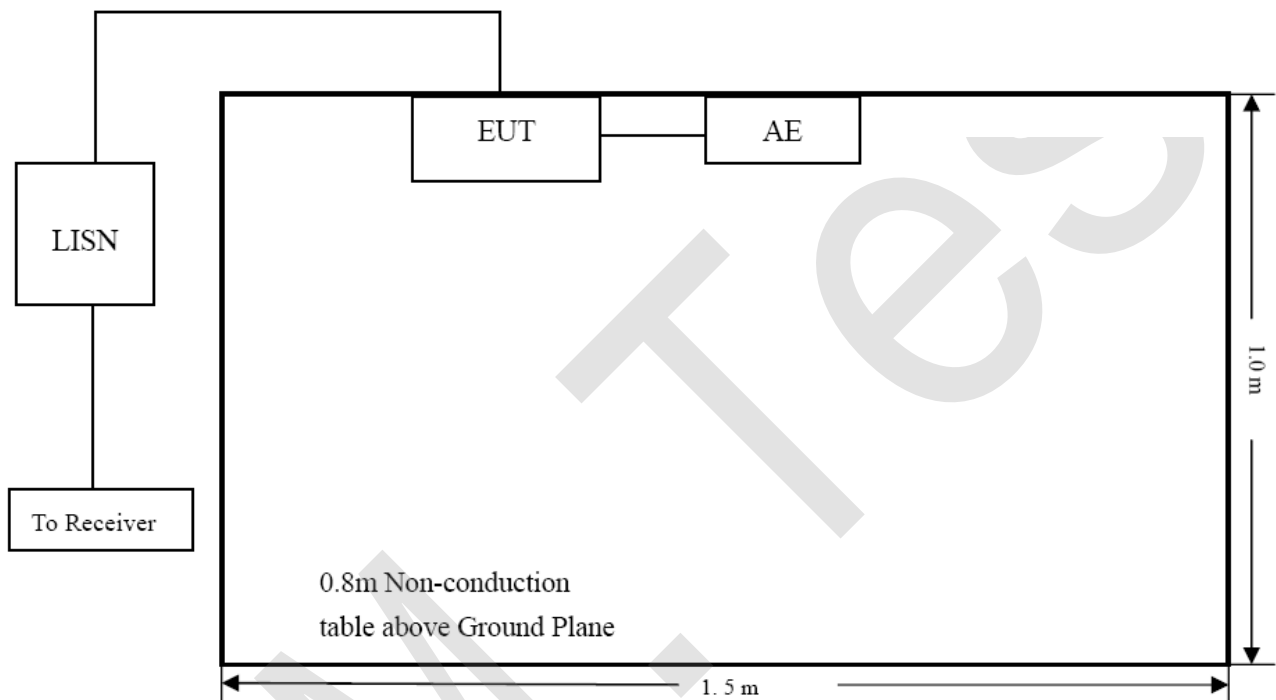 EUT
AE
LISN
1.0 m
To Receiver
0.8m Non-conduction
table above Ground Plane
1. 5 m